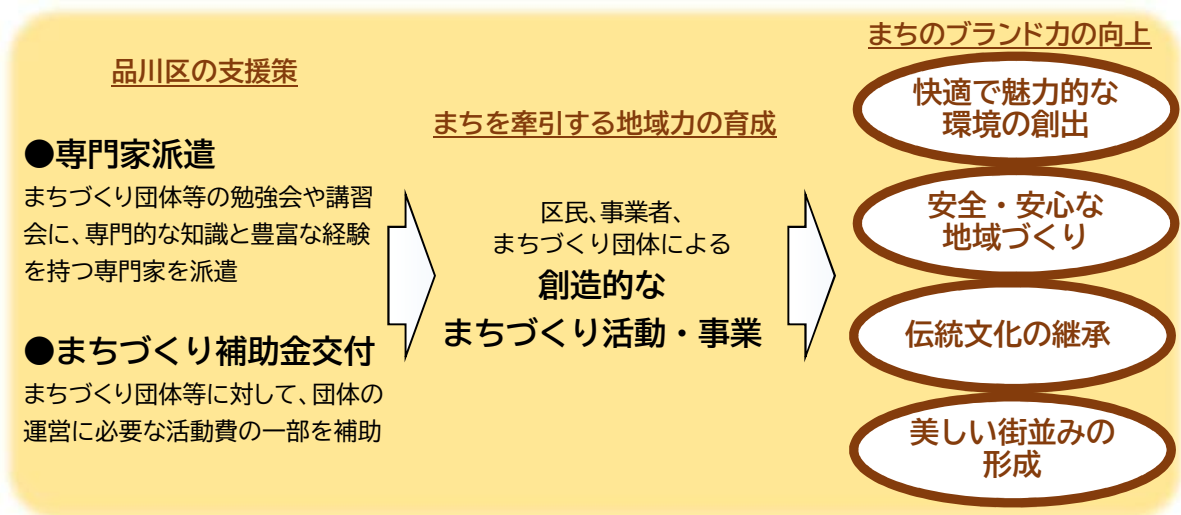 品川区の支援策
●専門家派遣
まちづくり団体等の勉強会や講習
会に、専門的な知識と豊富な経験
を持つ専門家を派遣
●まちづくり補助金交付
まちづくり団体等に対して、団体の
運営に必要な活動費の一部を補助
まちを牽引する地域力の育成
区民、事業者、
まちづくり団体による
創造的な
まちづくり活動・事業
まちのブランド力の向上
快適で魅力的な
環境の創出
安全・安心な
地域づくり
伝統文化の継承
美しい街並みの
形成